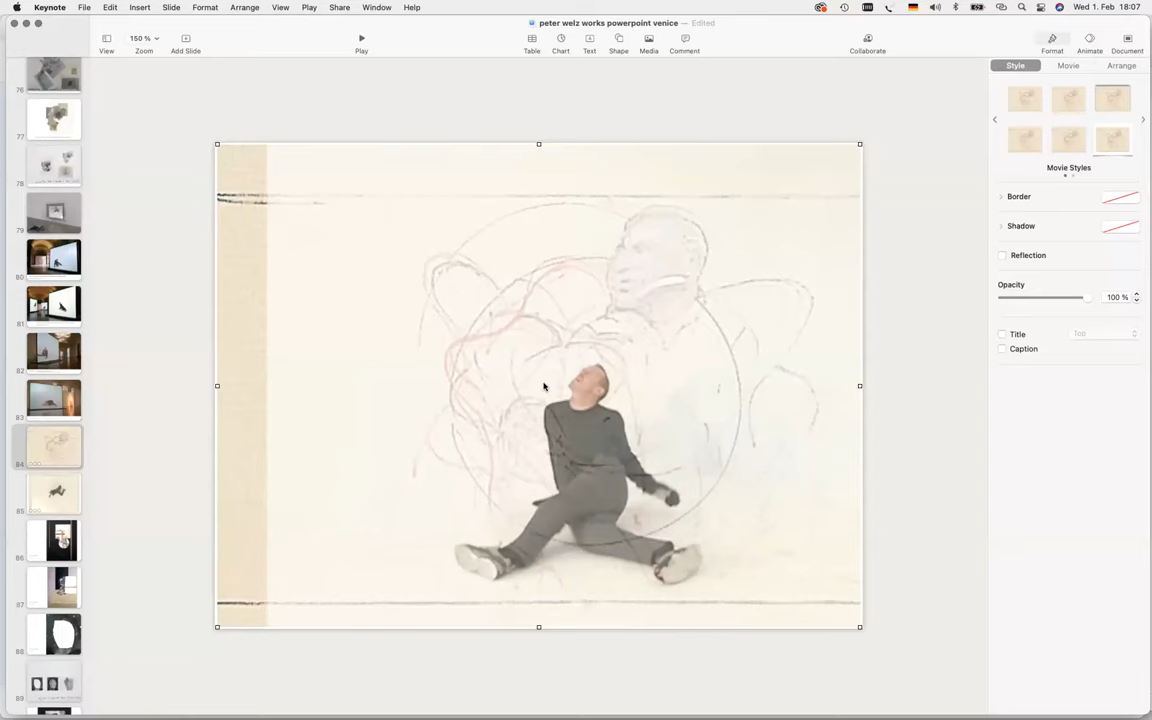 Keynote File Edit Insert Slide Format Arrange View Play Share Window Help Wed 1. Feb 18:07
peter welz works powerpoint venice — Edited
150 %
View Zoom Add Slide Play Table Chart Text Shape Media Comment Collaborate Format Animate Document
Style Movie Arrange
76
77
78
79
80
81
82
83
84
85
86
87
88
89
Movie Styles
Border
Shadow
Reflection
Opacity
100 %
Title Top
Caption